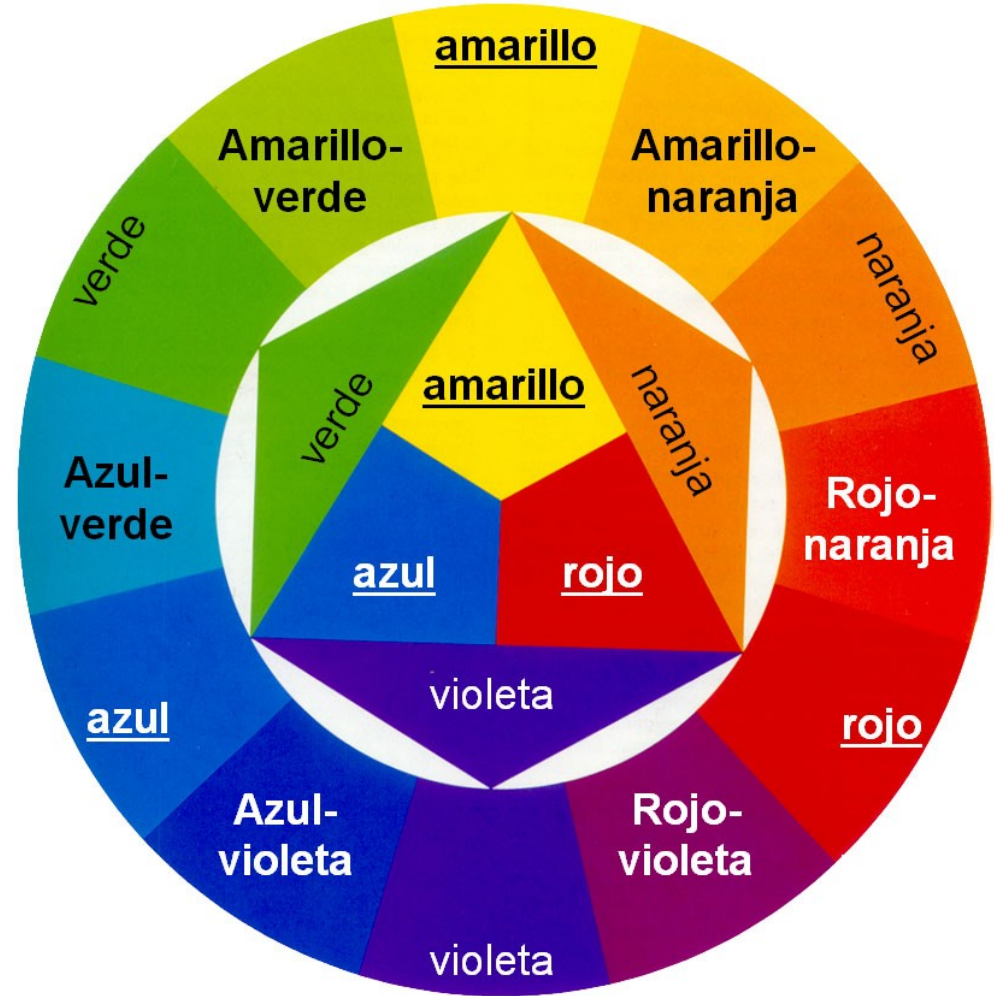 amarillo
Amarillo-
verde
Amarillo-
naranja
verde
naranja
amarillo
verde
naranja
Azul-
verde
Rojo-
naranja
azul
rojo
violeta
azul
rojo
Azul-
violeta
Rojo-
violeta
violeta